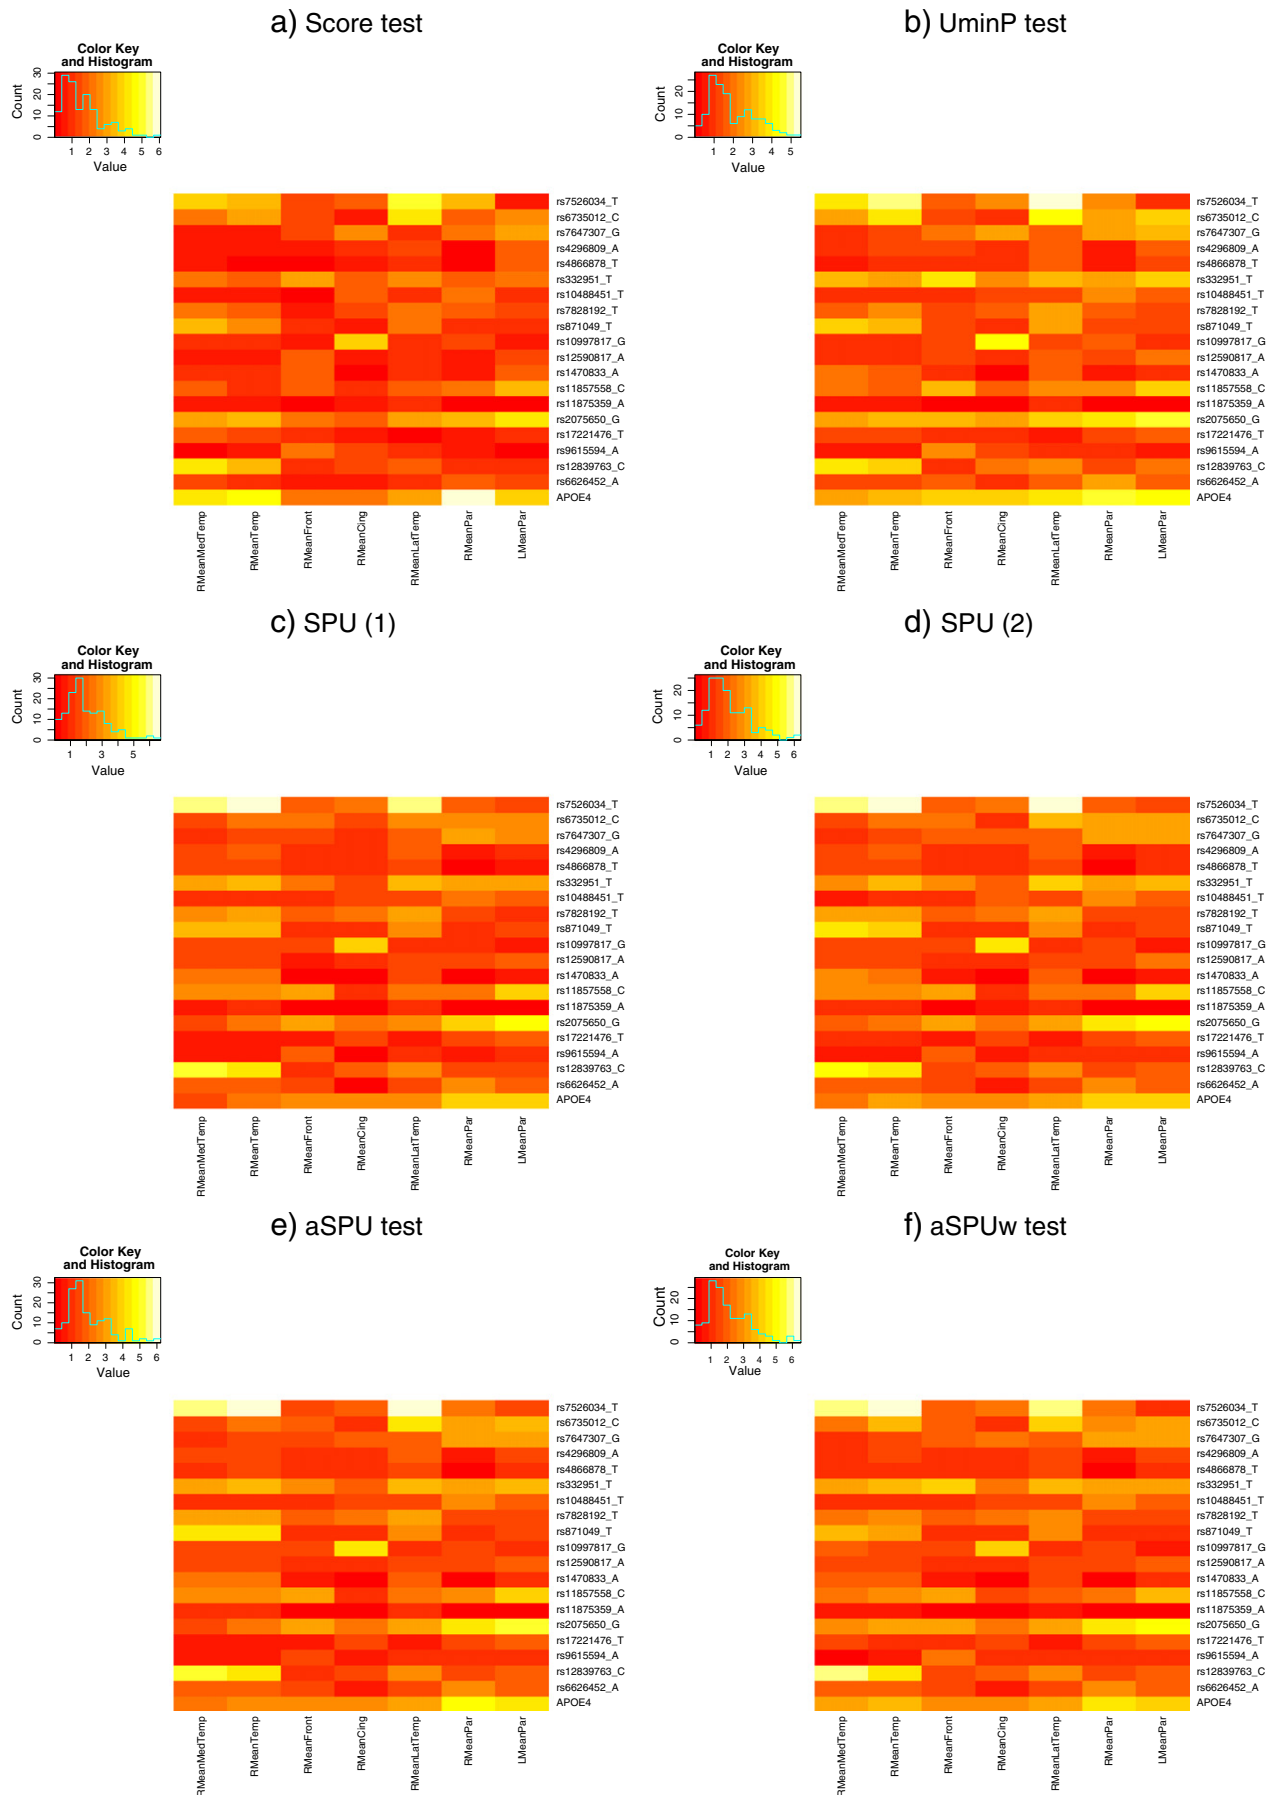 a) Score test
Color Key
and Histogram
Count
0 10 20 30
1 2 3 4 5 6
Value
rs7526034_T
rs6735012_C
rs7647307_G
rs4296809_A
rs4866878_T
rs332951_T
rs10488451_T
rs7828192_T
rs871049_T
rs10997817_G
rs12590817_A
rs1470833_A
rs11857558_C
rs11875359_A
rs2075650_G
rs17221476_T
rs9615594_A
rs12839763_C
rs6626452_A
APOE4
RMeanMedTemp
RMeanTemp
RMeanFront
RMeanCing
RMeanLatTemp
RMeanPar
LMeanPar
b) UminP test
Color Key
and Histogram
Count
0 10 20
1 2 3 4 5
Value
rs7526034_T
rs6735012_C
rs7647307_G
rs4296809_A
rs4866878_T
rs332951_T
rs10488451_T
rs7828192_T
rs871049_T
rs10997817_G
rs12590817_A
rs1470833_A
rs11857558_C
rs11875359_A
rs2075650_G
rs17221476_T
rs9615594_A
rs12839763_C
rs6626452_A
APOE4
RMeanMedTemp
RMeanTemp
RMeanFront
RMeanCing
RMeanLatTemp
RMeanPar
LMeanPar
c) SPU (1)
Color Key
and Histogram
Count
0 10 20 30
1 3 5
Value
rs7526034_T
rs6735012_C
rs7647307_G
rs4296809_A
rs4866878_T
rs332951_T
rs10488451_T
rs7828192_T
rs871049_T
rs10997817_G
rs12590817_A
rs1470833_A
rs11857558_C
rs11875359_A
rs2075650_G
rs17221476_T
rs9615594_A
rs12839763_C
rs6626452_A
APOE4
RMeanMedTemp
RMeanTemp
RMeanFront
RMeanCing
RMeanLatTemp
RMeanPar
LMeanPar
d) SPU (2)
Color Key
and Histogram
Count
0 10 20
1 2 3 4 5 6
Value
rs7526034_T
rs6735012_C
rs7647307_G
rs4296809_A
rs4866878_T
rs332951_T
rs10488451_T
rs7828192_T
rs871049_T
rs10997817_G
rs12590817_A
rs1470833_A
rs11857558_C
rs11875359_A
rs2075650_G
rs17221476_T
rs9615594_A
rs12839763_C
rs6626452_A
APOE4
RMeanMedTemp
RMeanTemp
RMeanFront
RMeanCing
RMeanLatTemp
RMeanPar
LMeanPar
e) aSPU test
Color Key
and Histogram
Count
0 10 20 30
1 2 3 4 5 6
Value
rs7526034_T
rs6735012_C
rs7647307_G
rs4296809_A
rs4866878_T
rs332951_T
rs10488451_T
rs7828192_T
rs871049_T
rs10997817_G
rs12590817_A
rs1470833_A
rs11857558_C
rs11875359_A
rs2075650_G
rs17221476_T
rs9615594_A
rs12839763_C
rs6626452_A
APOE4
RMeanMedTemp
RMeanTemp
RMeanFront
RMeanCing
RMeanLatTemp
RMeanPar
LMeanPar
f) aSPUw test
Color Key
and Histogram
Count
0 10 20
1 2 3 4 5 6
Value
rs7526034_T
rs6735012_C
rs7647307_G
rs4296809_A
rs4866878_T
rs332951_T
rs10488451_T
rs7828192_T
rs871049_T
rs10997817_G
rs12590817_A
rs1470833_A
rs11857558_C
rs11875359_A
rs2075650_G
rs17221476_T
rs9615594_A
rs12839763_C
rs6626452_A
APOE4
RMeanMedTemp
RMeanTemp
RMeanFront
RMeanCing
RMeanLatTemp
RMeanPar
LMeanPar